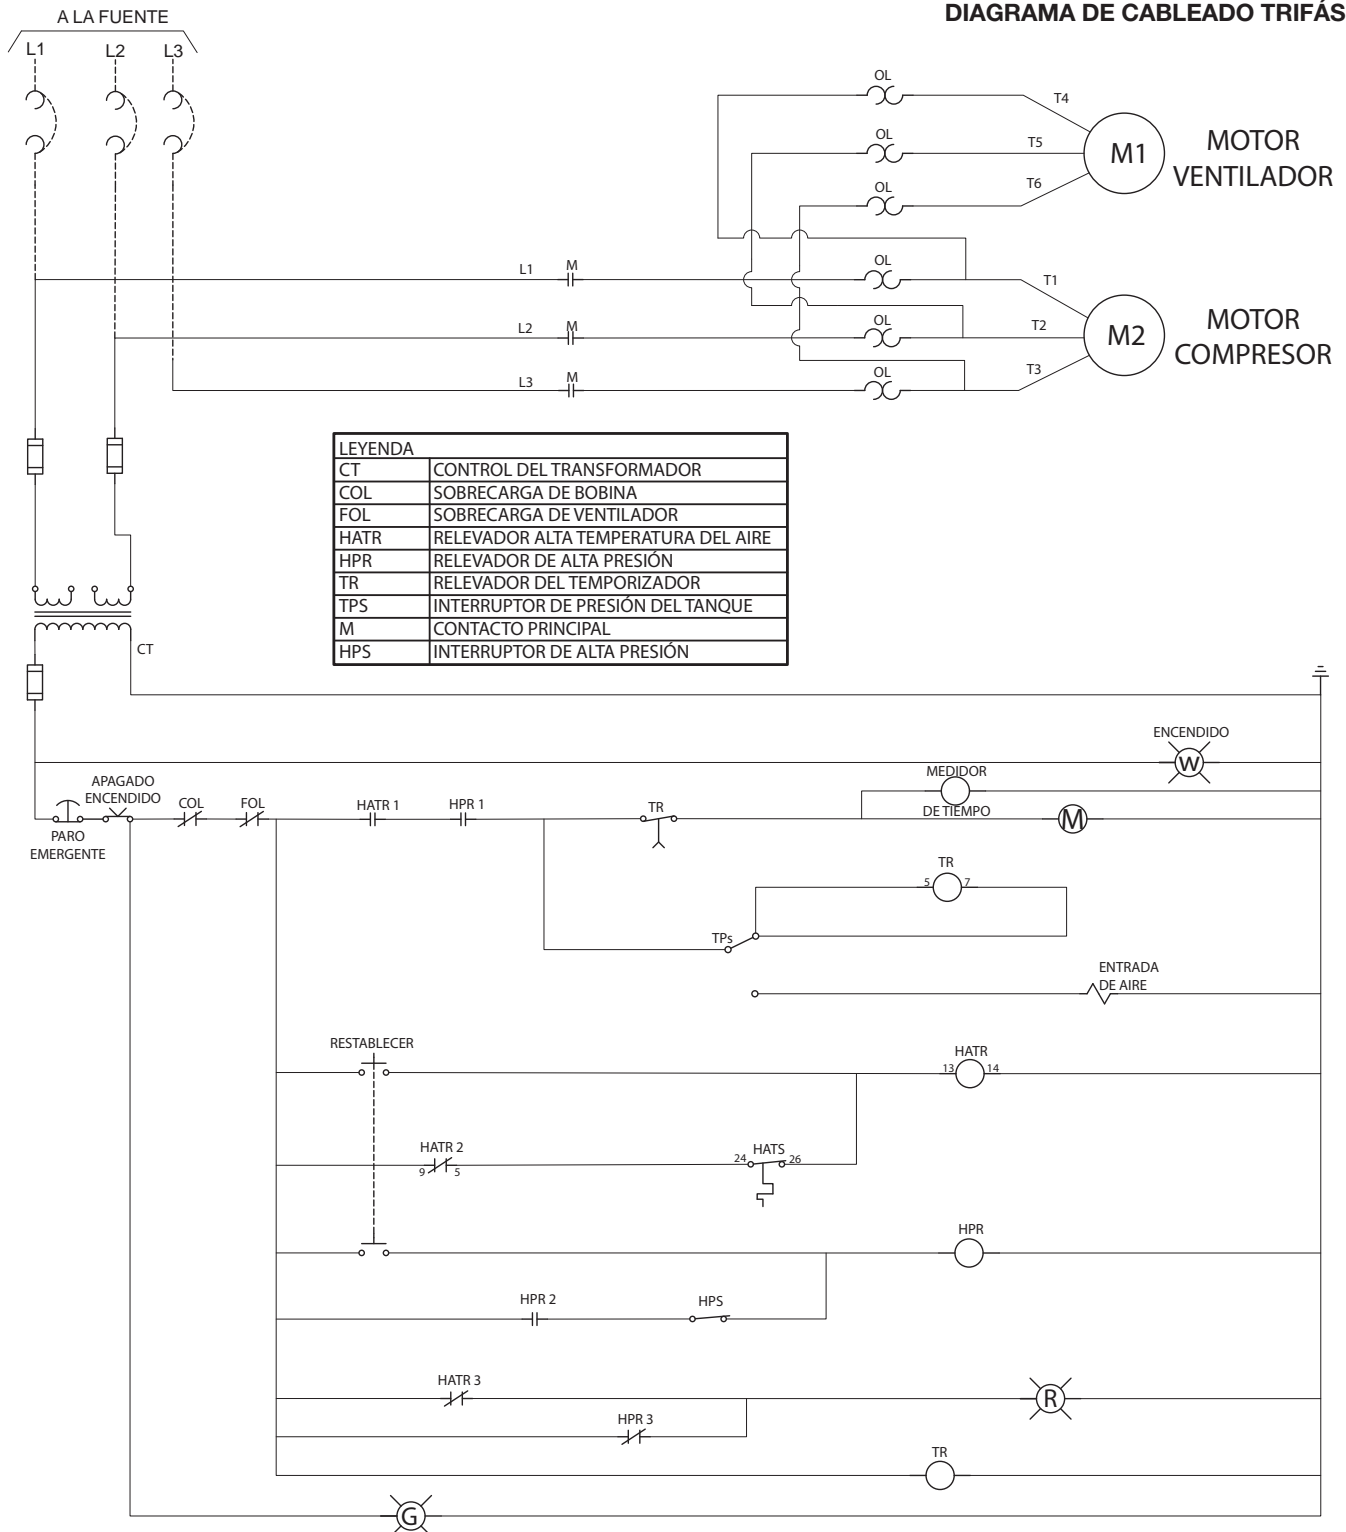 DIAGRAMA DE CABLEADO TRIFÁS
A LA FUENTE
L1
L2
L3
OL
T4
OL
T5
M1
MOTOR
VENTILADOR
OL
T6
L1
M
OL
T1
L2
M
OL
T2
M2
MOTOR
COMPRESOR
L3
M
OL
T3
LEYENDA
CT CONTROL DEL TRANSFORMADOR
COL SOBRECARGA DE BOBINA
FOL SOBRECARGA DE VENTILADOR
HATR RELEVADOR ALTA TEMPERATURA DEL AIRE
HPR RELEVADOR DE ALTA PRESIÓN
TR RELEVADOR DEL TEMPORIZADOR
TPS INTERRUPTOR DE PRESIÓN DEL TANQUE
M CONTACTO PRINCIPAL
HPS INTERRUPTOR DE ALTA PRESIÓN
CT
ENCENDIDO
W
MEDIDOR
DE TIEMPO
APAGADO
ENCENDIDO
COL
FOL
HATR 1
HPR 1
TR
M
PARO
EMERGENTE
TR
5 7
TPs
ENTRADA
DE AIRE
RESTABLECER
HATR
13 14
HATR 2
9 5
HATS
24 26
HPR
HPR 2
HPS
HATR 3
R
HPR 3
TR
G